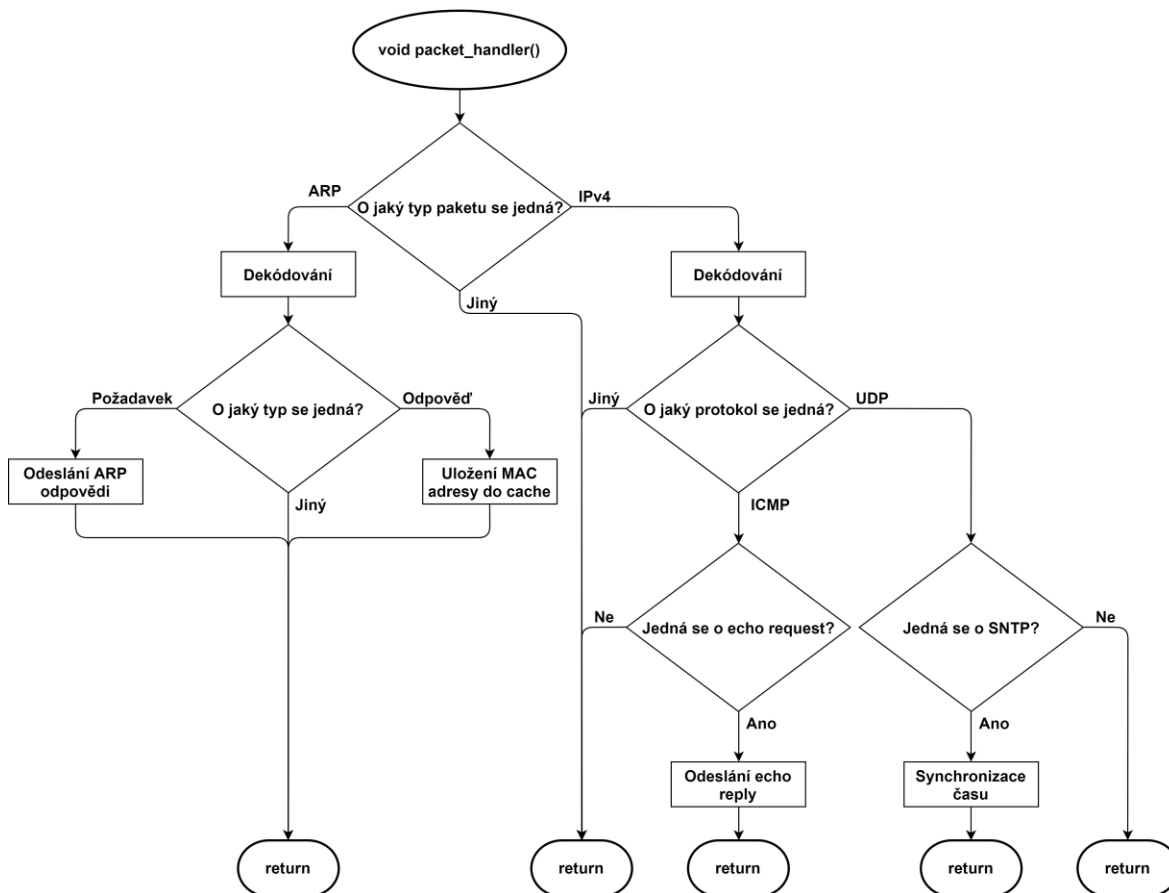 void packet_handler()
ARP
IPv4
O jaký typ paketu se jedná?
Dekódování
Dekódování
Jiný
Požadavek
Odpověď
O jaký typ se jedná?
Jiný
UDP
O jaký protokol se jedná?
Odeslání ARP
odpovědi
Uložení MAC
adresy do cache
Jiný
ICMP
Ne
Jedná se o echo request?
Jedná se o SNTP?
Ne
Ano
Ano
Odeslání echo
reply
Synchronizace
času
return
return
return
return
return